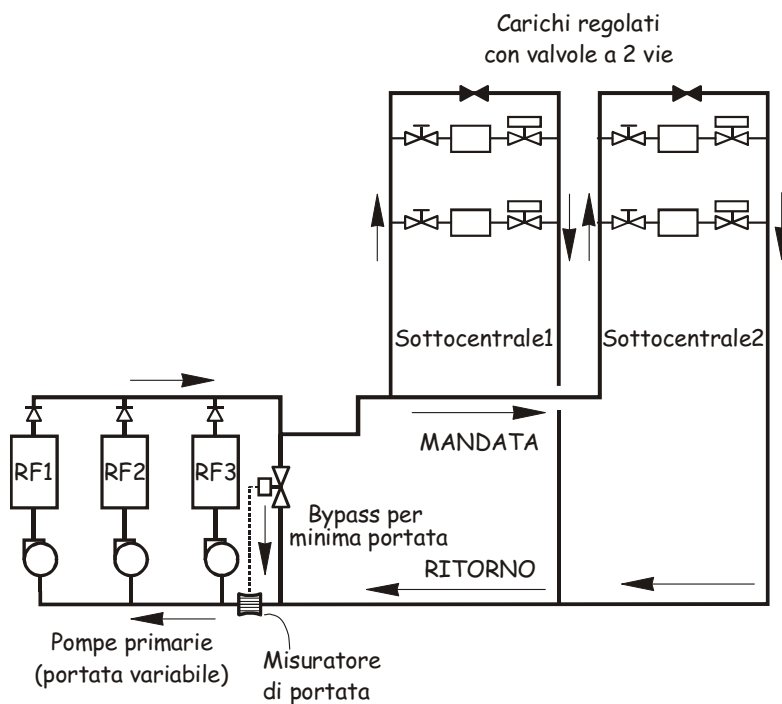 Carichi regolati
con valvole a 2 vie
Sottocentrale1
Sottocentrale2
MANDATA
RF1
RF2
RF3
Bypass per
minima portata
RITORNO
Pompe primarie
(portata variabile)
Misuratore
di portata